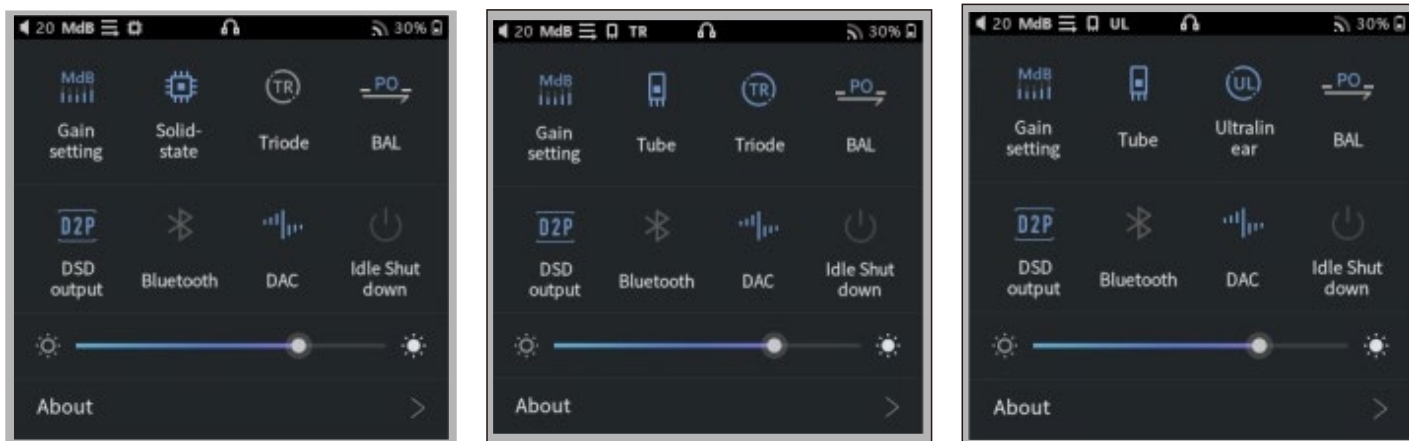 20 MdB 30%
MdB TR PO
Gain setting Solid-state Triode BAL
D2P
DSD output Bluetooth DAC Idle Shut down
About
20 MdB TR 30%
MdB TR PO
Gain setting Tube Triode BAL
D2P
DSD output Bluetooth DAC Idle Shut down
About
20 MdB UL 30%
MdB UL PO
Gain setting Tube Ultralinear BAL
D2P
DSD output Bluetooth DAC Idle Shut down
About